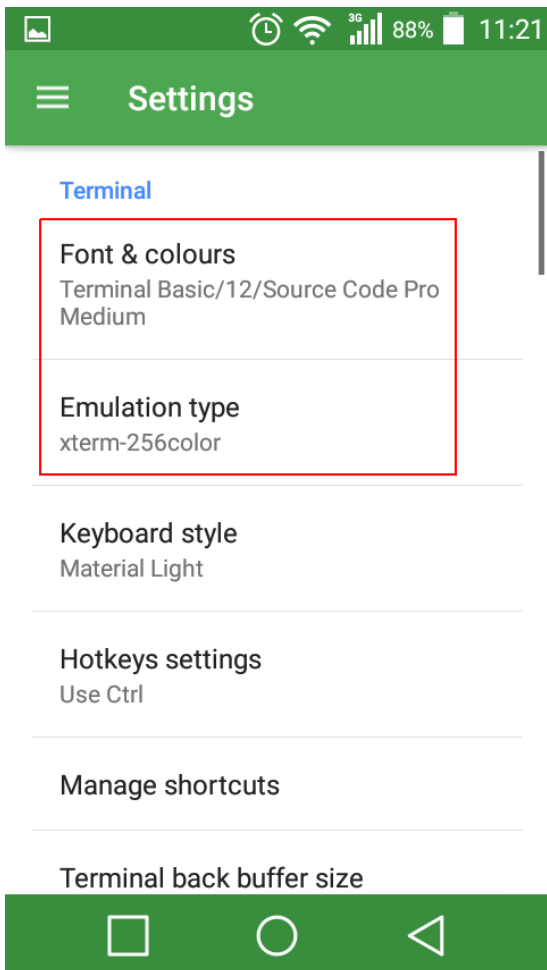 3G 88% 11:21
Settings
Terminal
Font & colours
Terminal Basic/12/Source Code Pro
Medium
Emulation type
xterm-256color
Keyboard style
Material Light
Hotkeys settings
Use Ctrl
Manage shortcuts
Terminal back buffer size